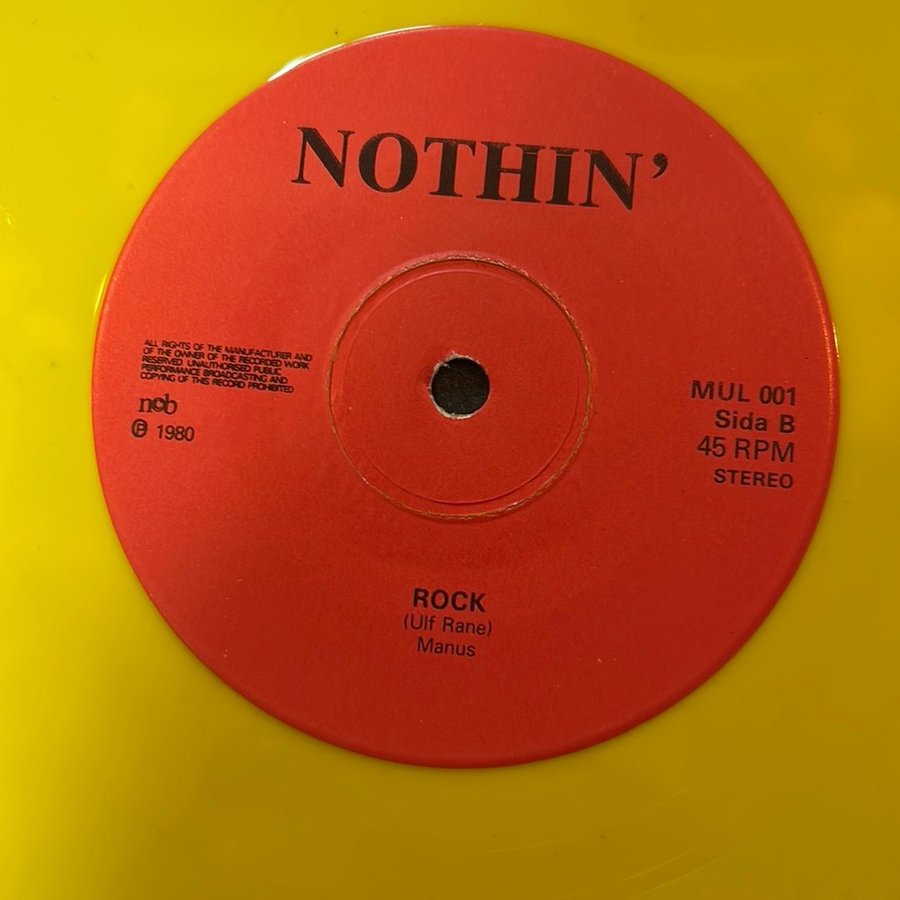 NOTHIN'
ALL RIGHTS OF THE MANUFACTURER AND
OF THE OWNER OF THE RECORDED WORK
RESERVED. UNAUTHORISED PUBLIC
PERFORMANCE BROADCASTING AND
COPYING OF THIS RECORD PROHIBITED
ncb
Ⓟ 1980
MUL 001
Sida B
45 RPM
STEREO
ROCK
(Ulf Rane)
Manus